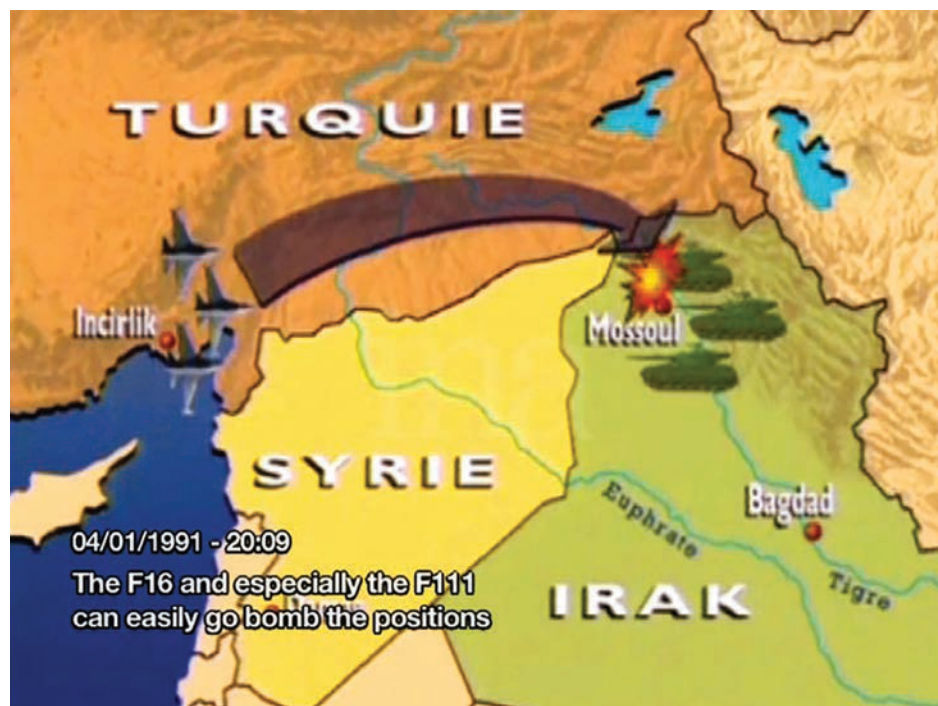 TURQUIE
Incirlik
Mossoul
SYRIE
Bagdad
Euphrate
Tigre
IRAK
04/01/1991 - 20:09
The F16 and especially the F111
can easily go bomb the positions